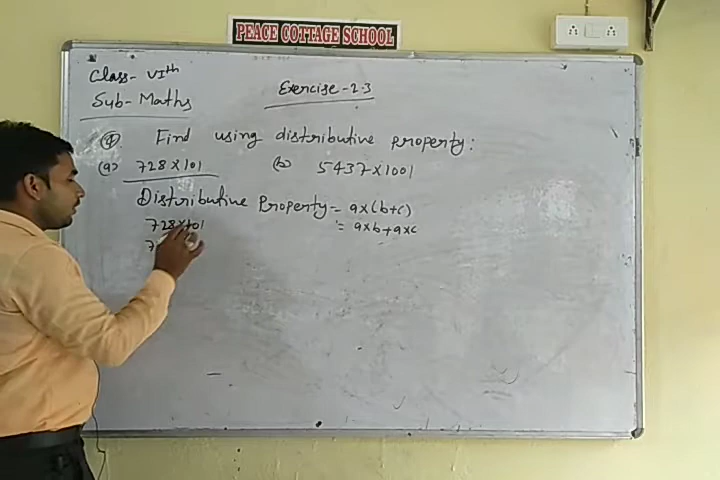 PEACE COTTAGE SCHOOL
Class- VIth
Sub- Maths
Exercise-2.3
Q. Find using distributive property:
(a) 728×101 (b) 5437×1001
Distributive Property = a×(b+c)
= a×b+a×c
728×101
7